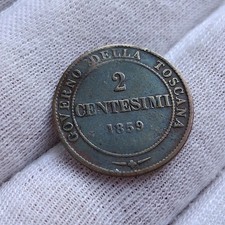 GOVERNO DELLA TOSCANA
2
CENTESIMI
1859